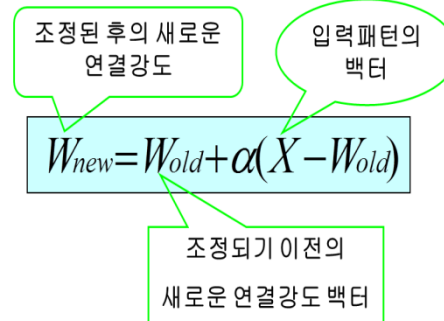 조정된 후의 새로운
연결강도
입력패턴의
백터
Wnew=Wold+α(X−Wold)
조정되기 이전의
새로운 연결강도 백터